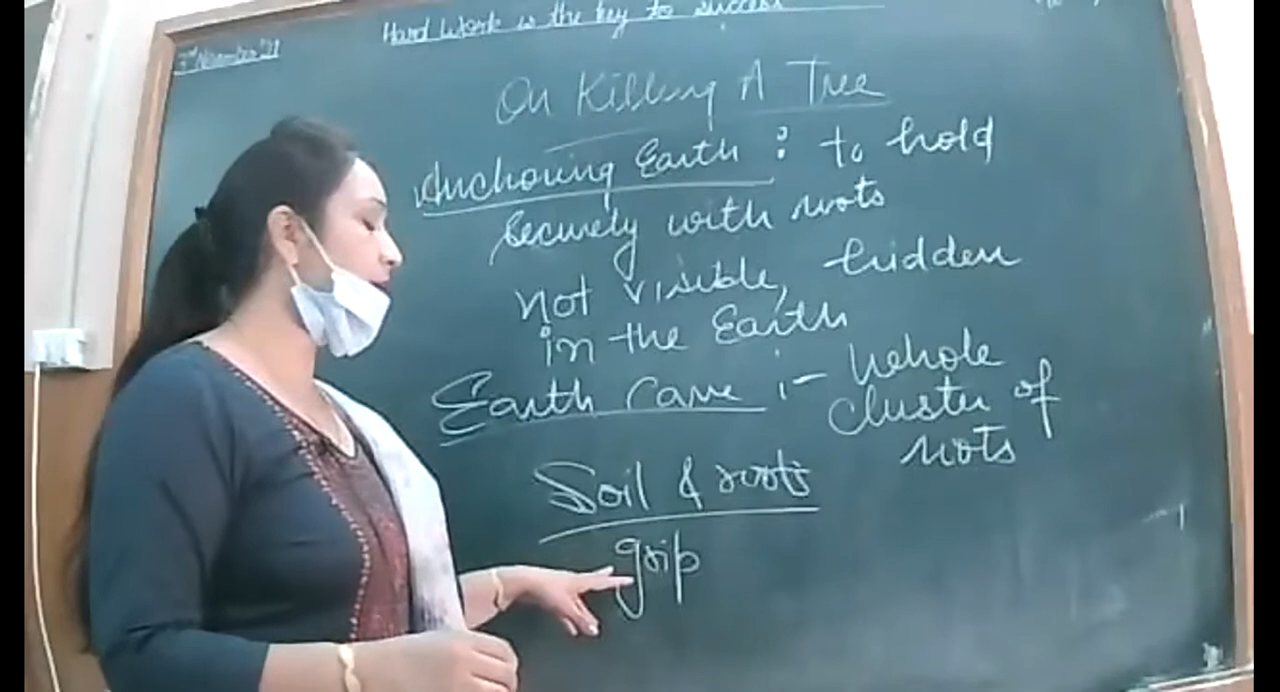 Hard Work is the key to success
On Killing A Tree
Anchoring Earth : to hold
securely with roots
not visible, hidden
in the Earth
Earth Cave :- whole
cluster of
roots
Soil & roots
grip